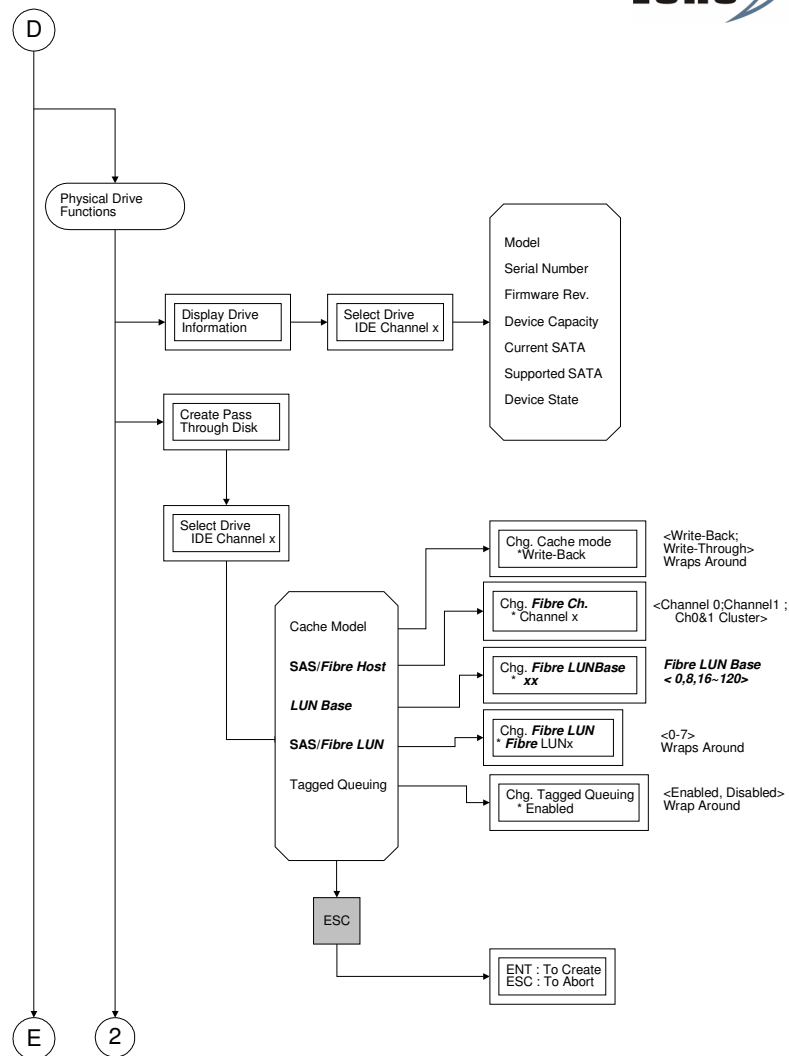 D
Physical Drive
Functions
Display Drive
Information
Select Drive
IDE Channel x
Model
Serial Number
Firmware Rev.
Device Capacity
Current SATA
Supported SATA
Device State
Create Pass
Through Disk
Select Drive
IDE Channel x
Cache Model
SAS/Fibre Host
LUN Base
SAS/Fibre LUN
Tagged Queuing
Chg. Cache mode
*Write-Back
<Write-Back;
Write-Through>
Wraps Around
Chg. Fibre Ch.
* Channel x
<Channel 0;Channel1 ;
Ch0&1 Cluster>
Chg. Fibre LUNBase
* xx
Fibre LUN Base
< 0,8,16~120>
Chg. Fibre LUN
* Fibre LUNx
<0-7>
Wraps Around
Chg. Tagged Queuing
* Enabled
<Enabled, Disabled>
Wrap Around
ESC
ENT : To Create
ESC : To Abort
E
2